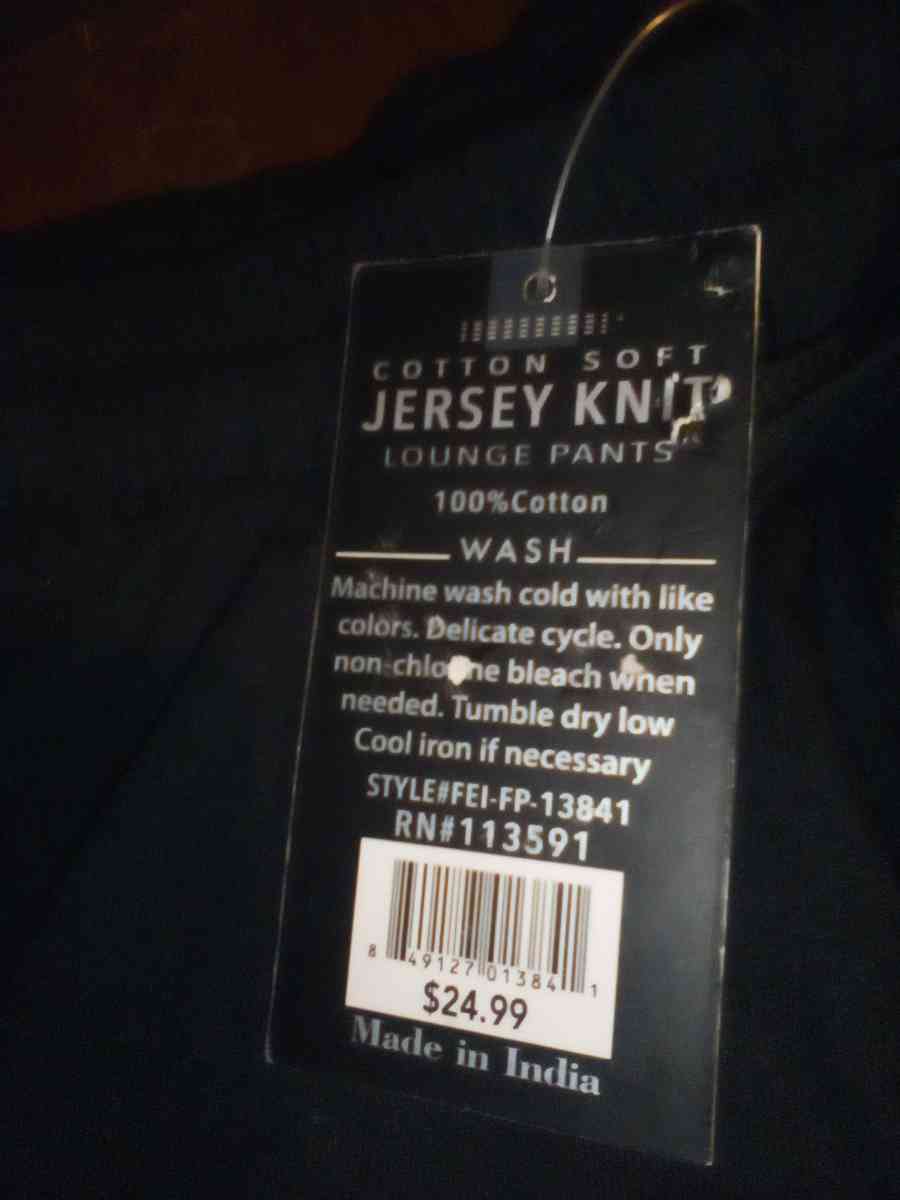 COTTON SOFT
JERSEY KNIT
LOUNGE PANTS
100%Cotton
WASH
Machine wash cold with like
colors. Delicate cycle. Only
non-chlorine bleach when
needed. Tumble dry low
Cool iron if necessary
STYLE#FEI-FP-13841
RN#113591
8 49127 01384 1
$24.99
Made in India